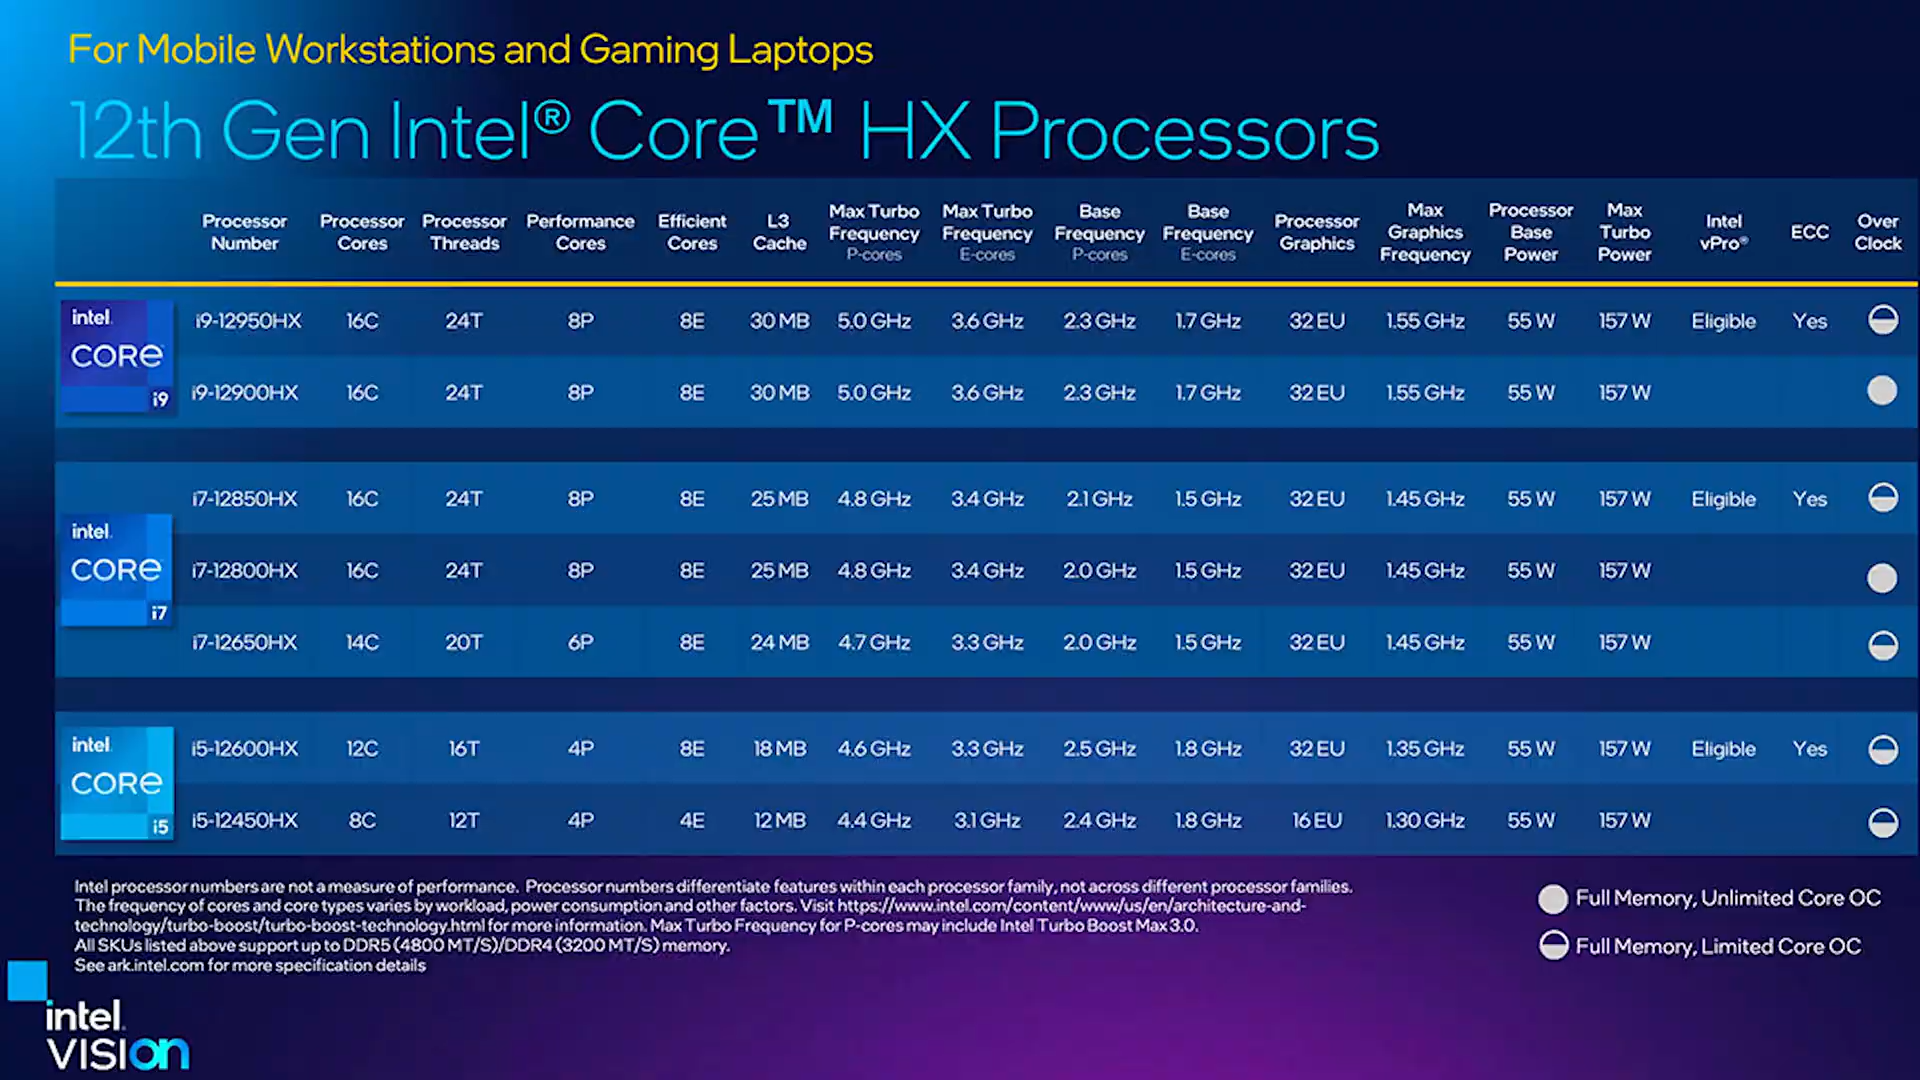 For Mobile Workstations and Gaming Laptops
12th Gen Intel® Core™ HX Processors
Processor Number Processor Cores Processor Threads Performance Cores Efficient Cores L3 Cache Max Turbo Frequency P-cores Max Turbo Frequency E-cores Base Frequency P-cores Base Frequency E-cores Processor Graphics Max Graphics Frequency Processor Base Power Max Turbo Power Intel vPro® ECC Over Clock
intel. CORe i9
i9-12950HX 16C 24T 8P 8E 30 MB 5.0 GHz 3.6 GHz 2.3 GHz 1.7 GHz 32 EU 1.55 GHz 55 W 157 W Eligible Yes
i9-12900HX 16C 24T 8P 8E 30 MB 5.0 GHz 3.6 GHz 2.3 GHz 1.7 GHz 32 EU 1.55 GHz 55 W 157 W
intel. CORe i7
i7-12850HX 16C 24T 8P 8E 25 MB 4.8 GHz 3.4 GHz 2.1 GHz 1.5 GHz 32 EU 1.45 GHz 55 W 157 W Eligible Yes
i7-12800HX 16C 24T 8P 8E 25 MB 4.8 GHz 3.4 GHz 2.0 GHz 1.5 GHz 32 EU 1.45 GHz 55 W 157 W
i7-12650HX 14C 20T 6P 8E 24 MB 4.7 GHz 3.3 GHz 2.0 GHz 1.5 GHz 32 EU 1.45 GHz 55 W 157 W
intel. CORe i5
i5-12600HX 12C 16T 4P 8E 18 MB 4.6 GHz 3.3 GHz 2.5 GHz 1.8 GHz 32 EU 1.35 GHz 55 W 157 W Eligible Yes
i5-12450HX 8C 12T 4P 4E 12 MB 4.4 GHz 3.1 GHz 2.4 GHz 1.8 GHz 16 EU 1.30 GHz 55 W 157 W
Intel processor numbers are not a measure of performance. Processor numbers differentiate features within each processor family, not across different processor families.
The frequency of cores and core types varies by workload, power consumption and other factors. Visit https://www.intel.com/content/www/us/en/architecture-and-
technology/turbo-boost/turbo-boost-technology.html for more information. Max Turbo Frequency for P-cores may include Intel Turbo Boost Max 3.0.
All SKUs listed above support up to DDR5 (4800 MT/S)/DDR4 (3200 MT/S) memory.
See ark.intel.com for more specification details
Full Memory, Unlimited Core OC
Full Memory, Limited Core OC
intel.
VISIon